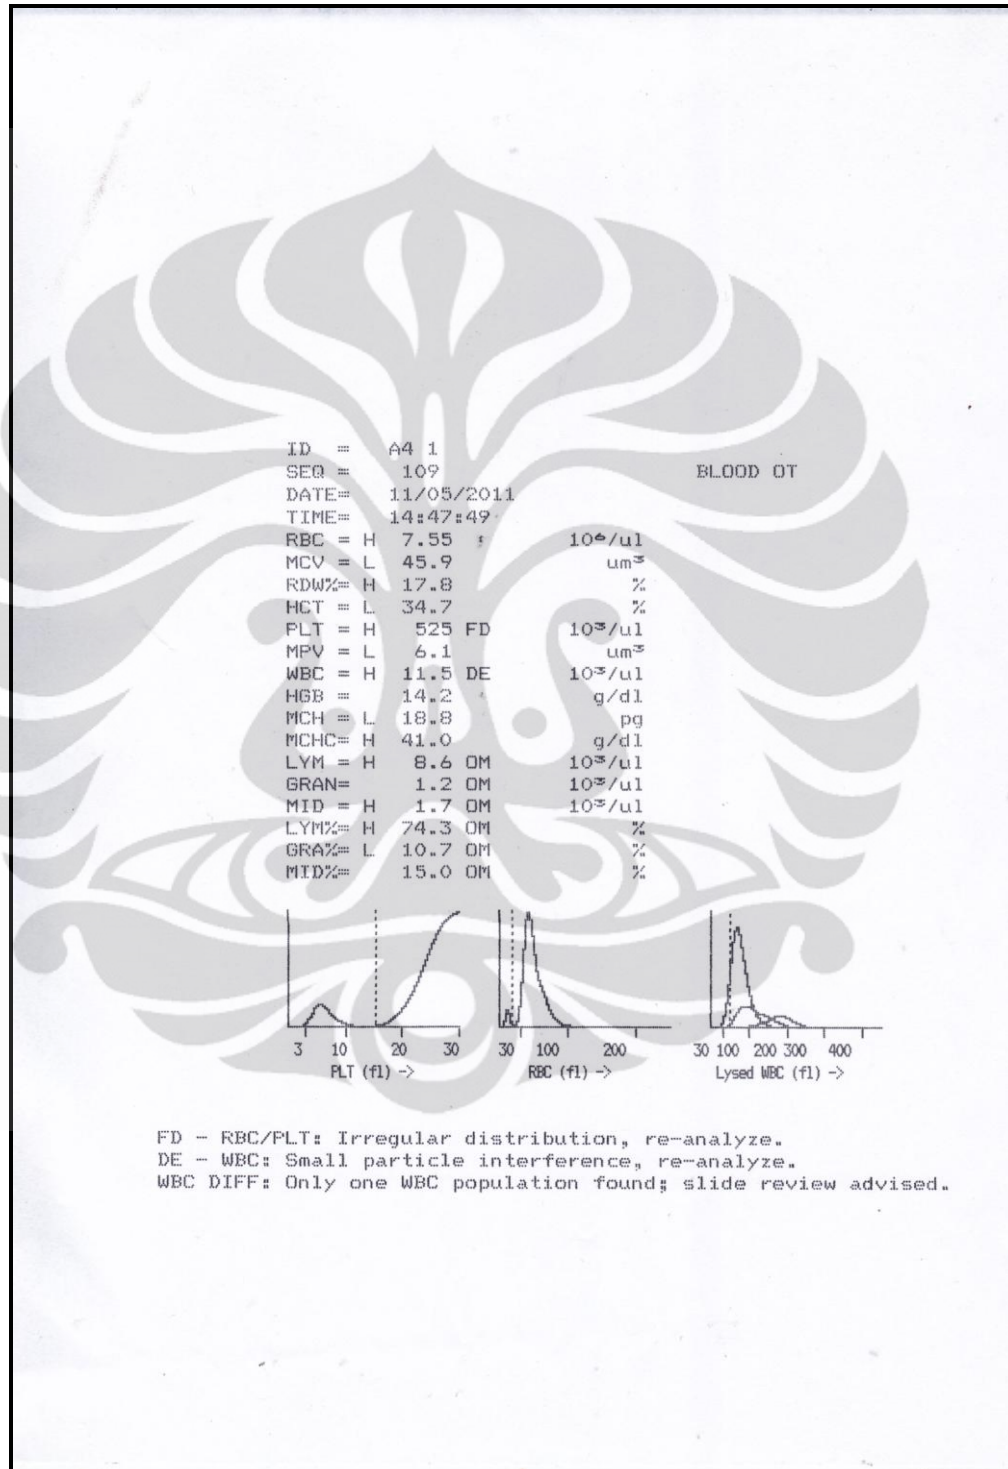 ID = A4 1
SEQ = 109 BLOOD OT
DATE= 11/05/2011
TIME= 14:47:49
RBC = H 7.55 10⁶/ul
MCV = L 45.9 um³
RDW%= H 17.8 %
HCT = L 34.7 %
PLT = H 525 FD 10³/ul
MPV = L 6.1 um³
WBC = H 11.5 DE 10³/ul
HGB = 14.2 g/dl
MCH = L 18.8 pg
MCHC= H 41.0 g/dl
LYM = H 8.6 OM 10³/ul
GRAN= 1.2 OM 10³/ul
MID = H 1.7 OM 10³/ul
LYM%= H 74.3 OM %
GRA%= L 10.7 OM %
MID%= 15.0 OM %
3 10 20 30 30 100 200 30 100 200 300 400
PLT (fl) -> RBC (fl) -> Lysed WBC (fl) ->
FD - RBC/PLT: Irregular distribution, re-analyze.
DE - WBC: Small particle interference, re-analyze.
WBC DIFF: Only one WBC population found; slide review advised.